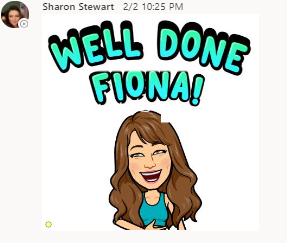 Sharon Stewart 2/2 10:25 PM
WELL DONE
FIONA!